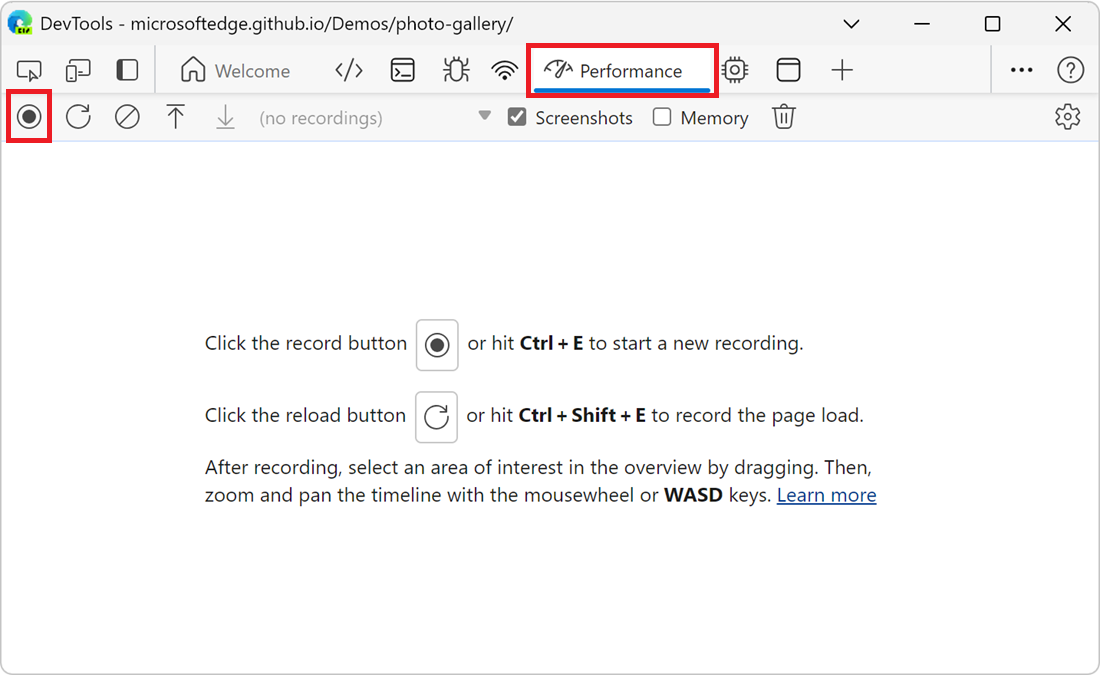 DevTools - microsoftedge.github.io/Demos/photo-gallery/
Welcome
Performance
(no recordings)
Screenshots
Memory
Click the record button or hit Ctrl + E to start a new recording.
Click the reload button or hit Ctrl + Shift + E to record the page load.
After recording, select an area of interest in the overview by dragging. Then,
zoom and pan the timeline with the mousewheel or WASD keys. Learn more